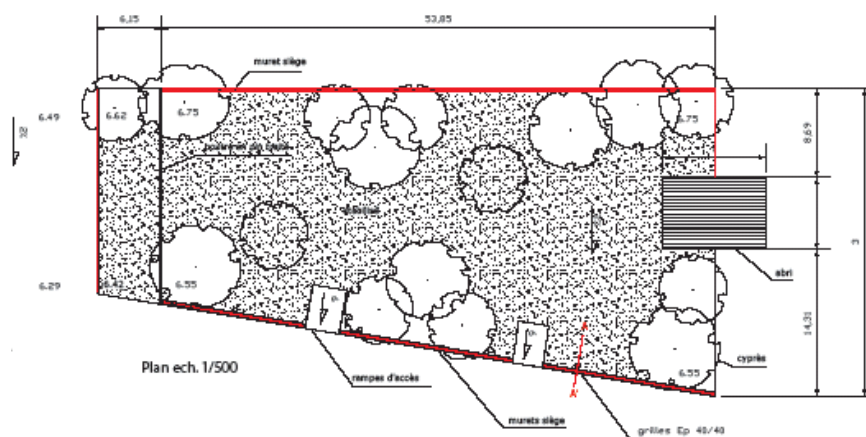 6,15
53,85
muret siège
6.49
6.62
6.75
6.75
8,69
abri
6.29
6.55
14,31
A
Plan ech. 1/500
6.55
cyprès
rampes d'accès
A'
murets siège
grilles Ep 40/40